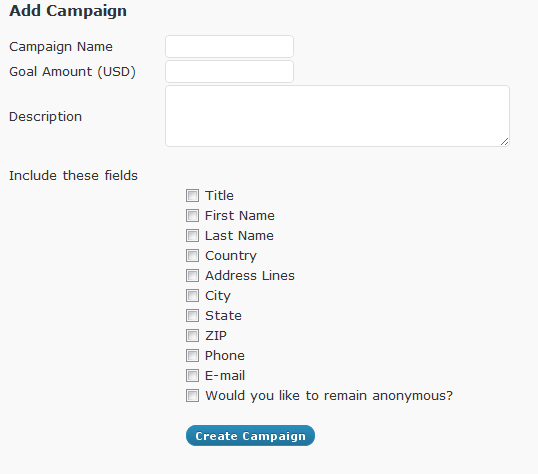 Add Campaign
Campaign Name
Goal Amount (USD)
Description
Include these fields
Title
First Name
Last Name
Country
Address Lines
City
State
ZIP
Phone
E-mail
Would you like to remain anonymous?
Create Campaign